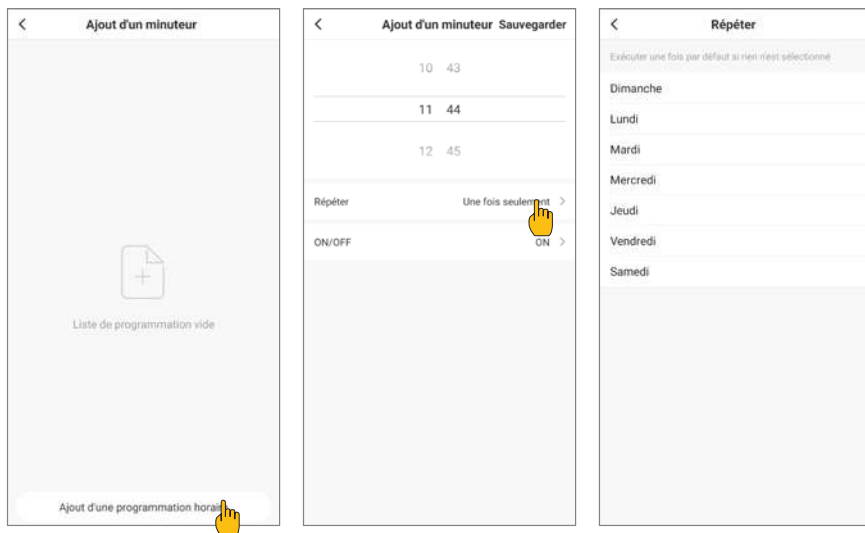 Ajout d'un minuteur
Liste de programmation vide
Ajout d'une programmation horaire
Ajout d'un minuteur Sauvegarder
10 43
11 44
12 45
Répéter Une fois seulement
ON/OFF ON
Répéter
Exécuter une fois par défaut si rien n'est sélectionné
Dimanche
Lundi
Mardi
Mercredi
Jeudi
Vendredi
Samedi